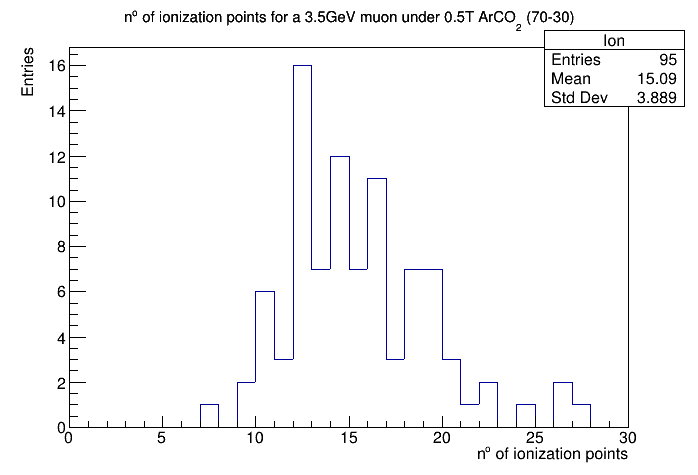 nº of ionization points for a 3.5GeV muon under 0.5T ArCO2 (70-30)
Ion
Entries 95
Mean 15.09
Std Dev 3.889
Entries
16
14
12
10
8
6
4
2
0
0 5 10 15 20 25 30
nº of ionization points